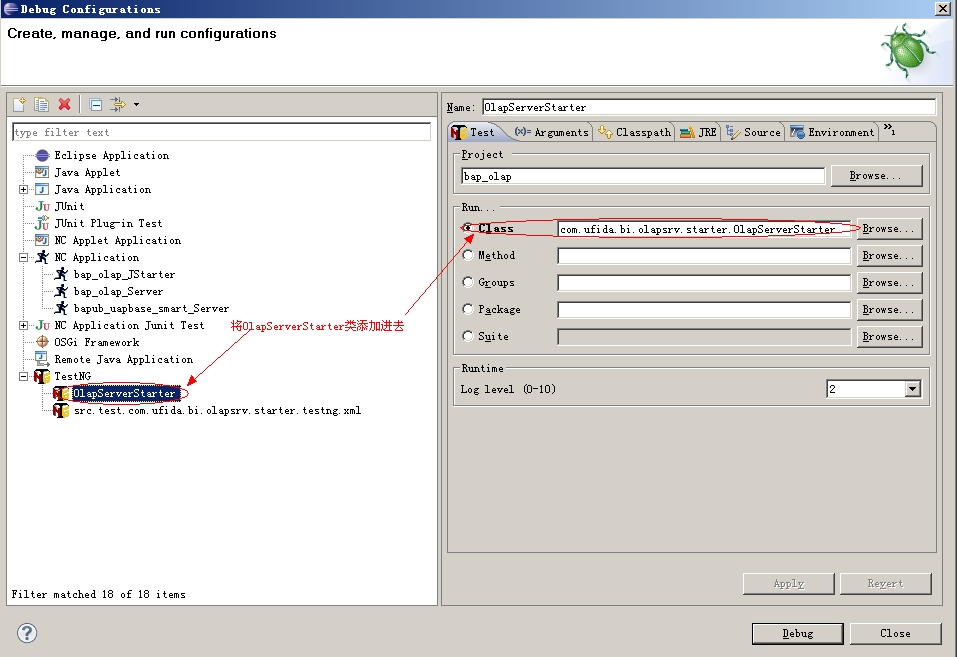 Debug Configurations
Create, manage, and run configurations
type filter text
Eclipse Application
Java Applet
Java Application
JUnit
JUnit Plug-in Test
NC Applet Application
NC Application
bap_olap_JStarter
bap_olap_Server
bapub_uapbase_smart_Server
NC Application Junit Test
OSGi Framework
Remote Java Application
TestNG
OlapServerStarter
src.test.com.ufida.bi.olapsrv.starter.testng.xml
将OlapServerStarter类添加进去
Filter matched 18 of 18 items
Name: OlapServerStarter
Test (x)= Arguments Classpath JRE Source Environment »1
Project
bap_olap Browse...
Run...
Class com.ufida.bi.olapsrv.starter.OlapServerStarter Browse...
Method Browse...
Groups Browse...
Package Browse...
Suite Browse...
Runtime
Log level (0-10) 2
Apply Revert
Debug Close